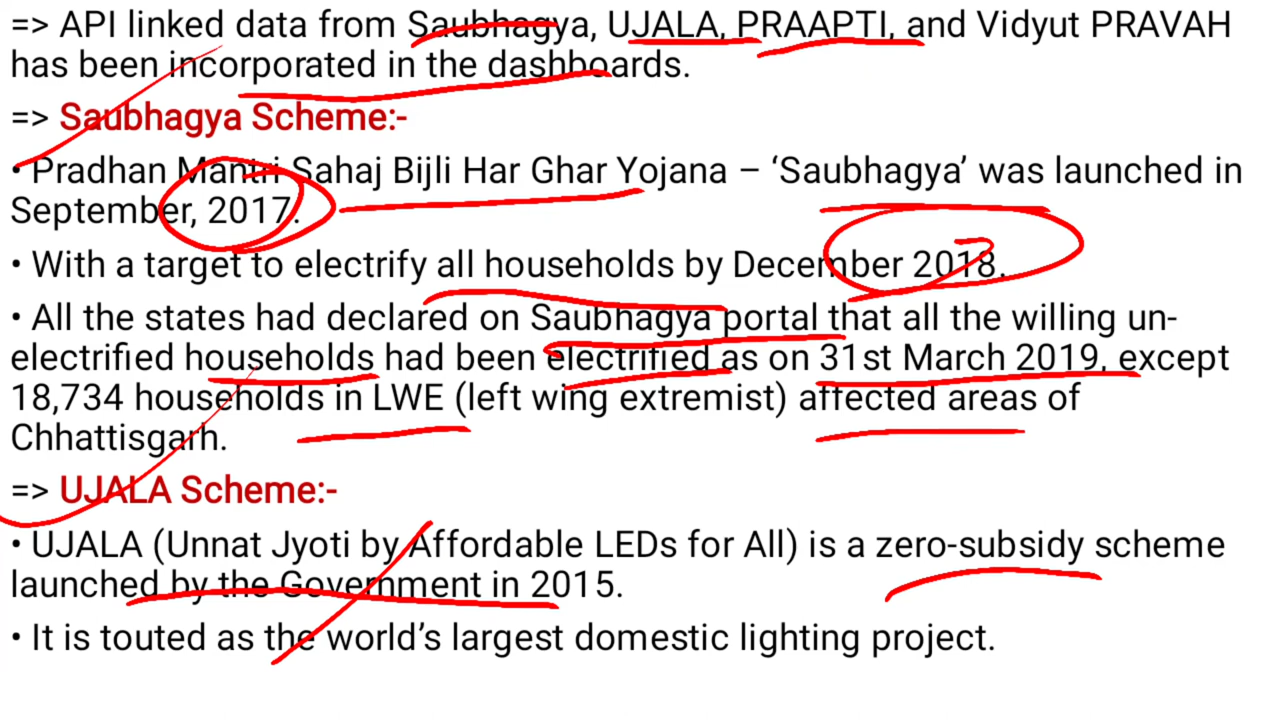 => API linked data from Saubhagya, UJALA, PRAAPTI, and Vidyut PRAVAH
has been incorporated in the dashboards.
=> Saubhagya Scheme:-
• Pradhan Mantri Sahaj Bijli Har Ghar Yojana – ‘Saubhagya’ was launched in
September, 2017.
• With a target to electrify all households by December 2018.
• All the states had declared on Saubhagya portal that all the willing un-
electrified households had been electrified as on 31st March 2019, except
18,734 households in LWE (left wing extremist) affected areas of
Chhattisgarh.
=> UJALA Scheme:-
• UJALA (Unnat Jyoti by Affordable LEDs for All) is a zero-subsidy scheme
launched by the Government in 2015.
• It is touted as the world’s largest domestic lighting project.